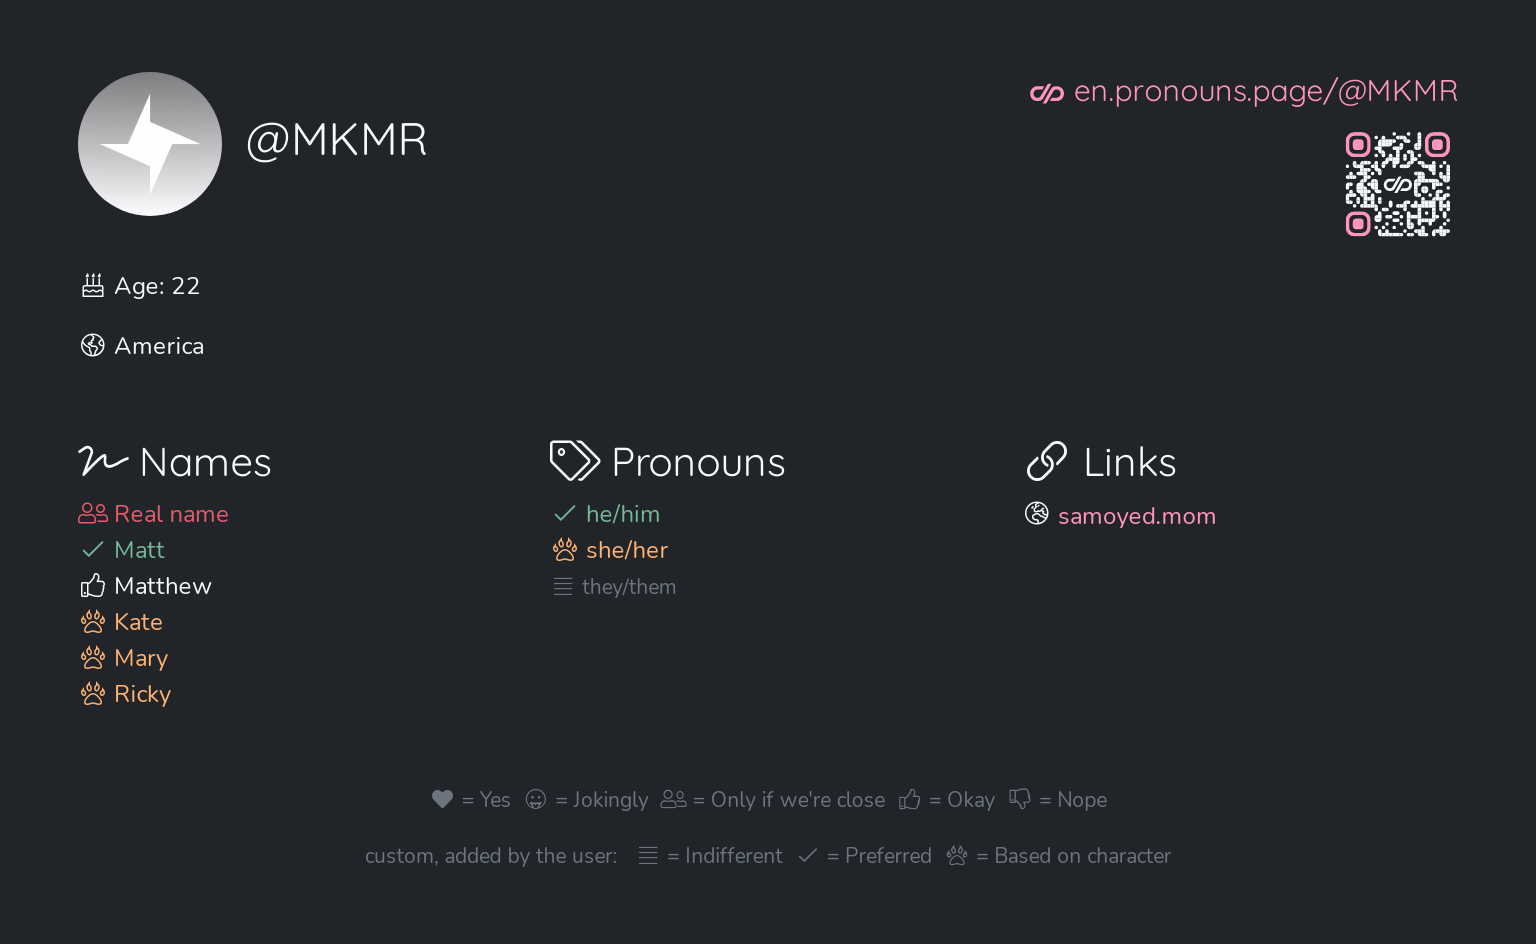 @MKMR
en.pronouns.page/@MKMR
Age: 22
America
Names
Real name
Matt
Matthew
Kate
Mary
Ricky
Pronouns
he/him
she/her
they/them
Links
samoyed.mom
= Yes = Jokingly = Only if we're close = Okay = Nope
custom, added by the user: = Indifferent = Preferred = Based on character